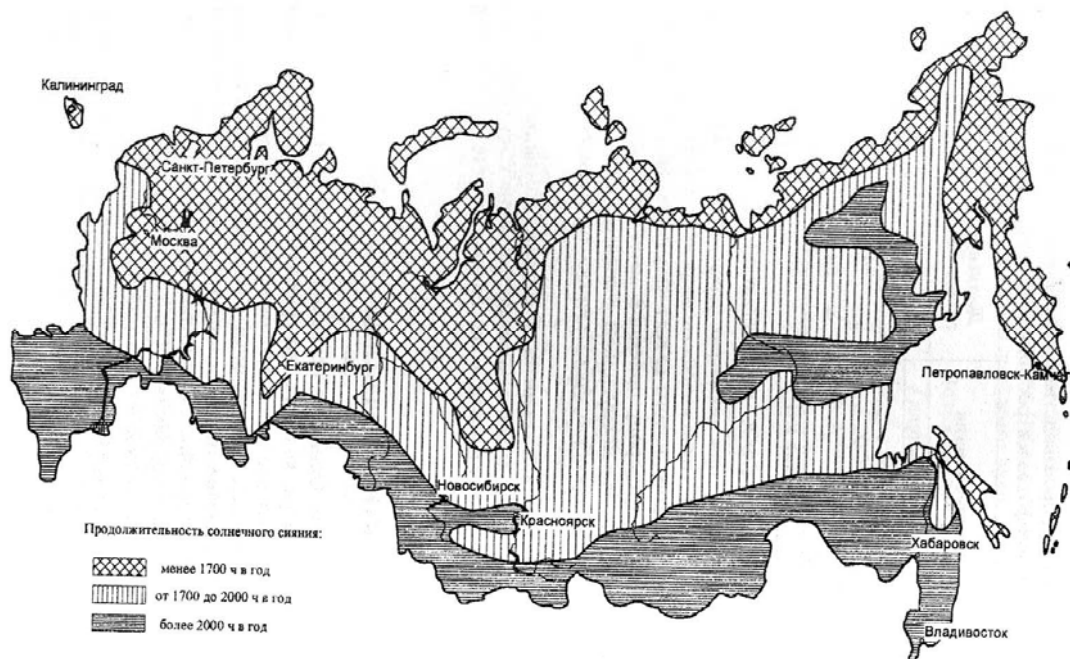 Калининград
Санкт-Петербург
Москва
Екатеринбург
Петропавловск-Камчат
Новосибирск
Красноярск
Хабаровск
Владивосток
Продолжительность солнечного сияния:
менее 1700 ч в год
от 1700 до 2000 ч в год
более 2000 ч в год